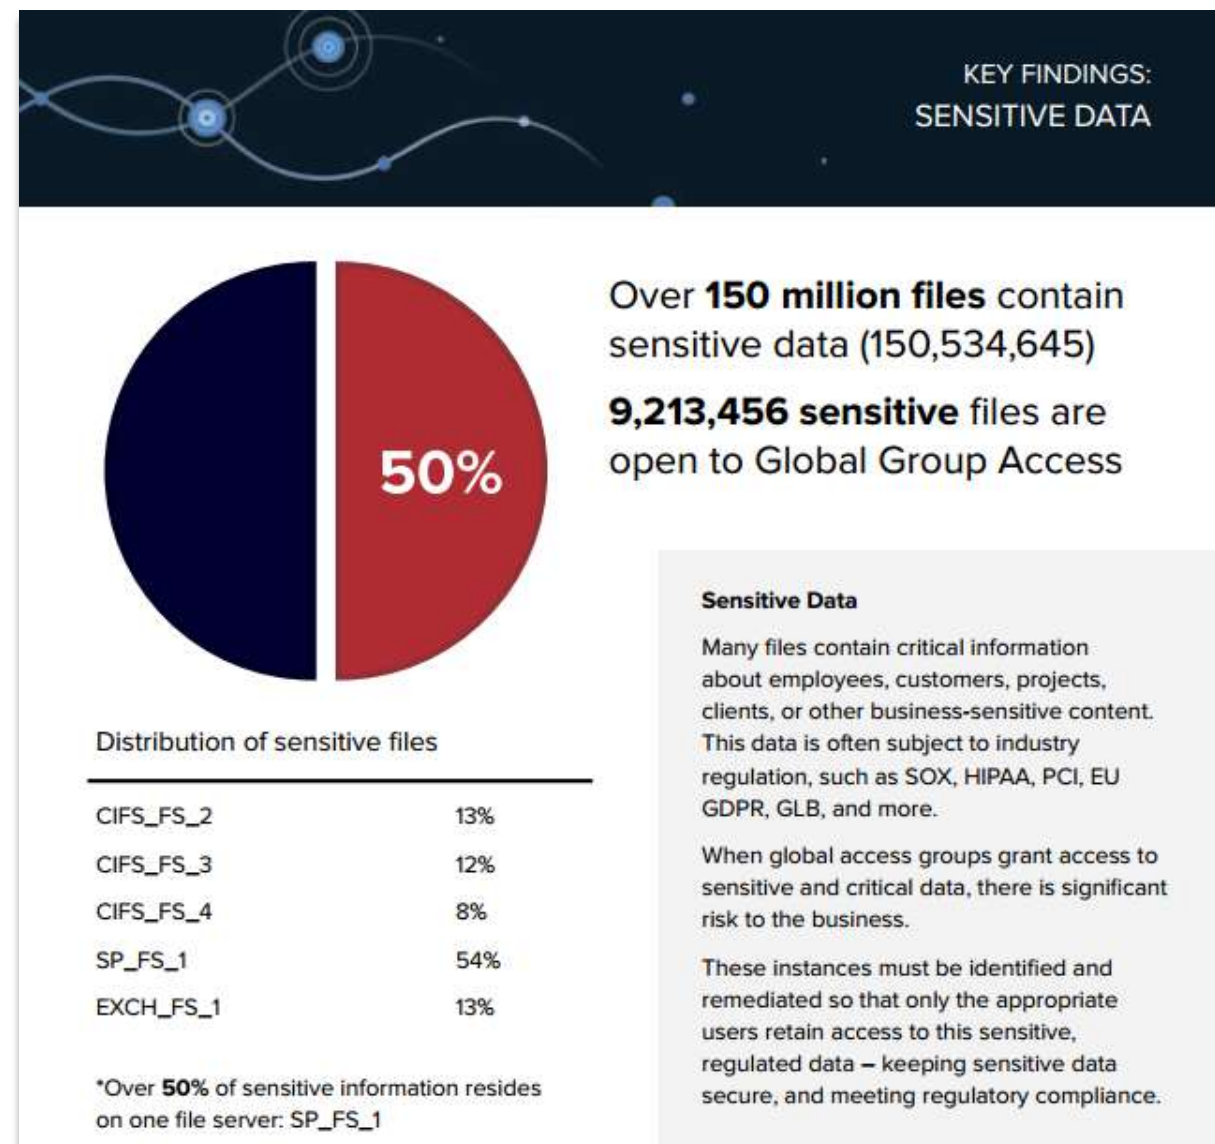 KEY FINDINGS:
SENSITIVE DATA
50%
Over 150 million files contain
sensitive data (150,534,645)
9,213,456 sensitive files are
open to Global Group Access
Distribution of sensitive files
CIFS_FS_2 13%
CIFS_FS_3 12%
CIFS_FS_4 8%
SP_FS_1 54%
EXCH_FS_1 13%
*Over 50% of sensitive information resides
on one file server: SP_FS_1
Sensitive Data
Many files contain critical information
about employees, customers, projects,
clients, or other business-sensitive content.
This data is often subject to industry
regulation, such as SOX, HIPAA, PCI, EU
GDPR, GLB, and more.
When global access groups grant access to
sensitive and critical data, there is significant
risk to the business.
These instances must be identified and
remediated so that only the appropriate
users retain access to this sensitive,
regulated data – keeping sensitive data
secure, and meeting regulatory compliance.